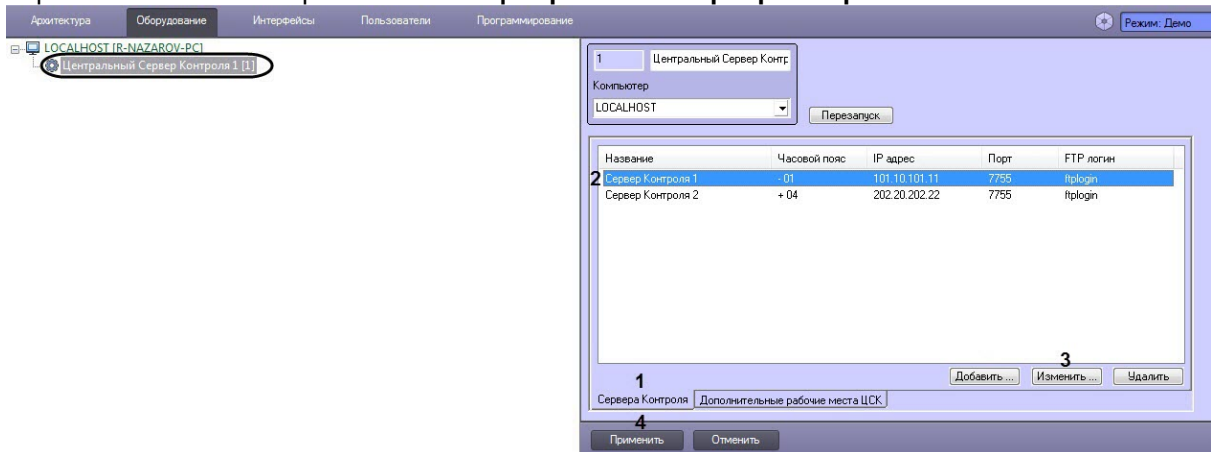 Архитектура Оборудование Интерфейсы Пользователи Программирование Режим: Демо
LOCALHOST [R-NAZAROV-PC]
Центральный Сервер Контроля 1 [1]
1 Центральный Сервер Контр
Компьютер
LOCALHOST
Перезапуск
Название Часовой пояс IP адрес Порт FTP логин
2 Сервер Контроля 1 - 01 101.10.101.11 7755 ftplogin
Сервер Контроля 2 + 04 202.20.202.22 7755 ftplogin
3
Добавить ... Изменить ... Удалить
1
Сервера Контроля Дополнительные рабочие места ЦСК
4
Применить Отменить